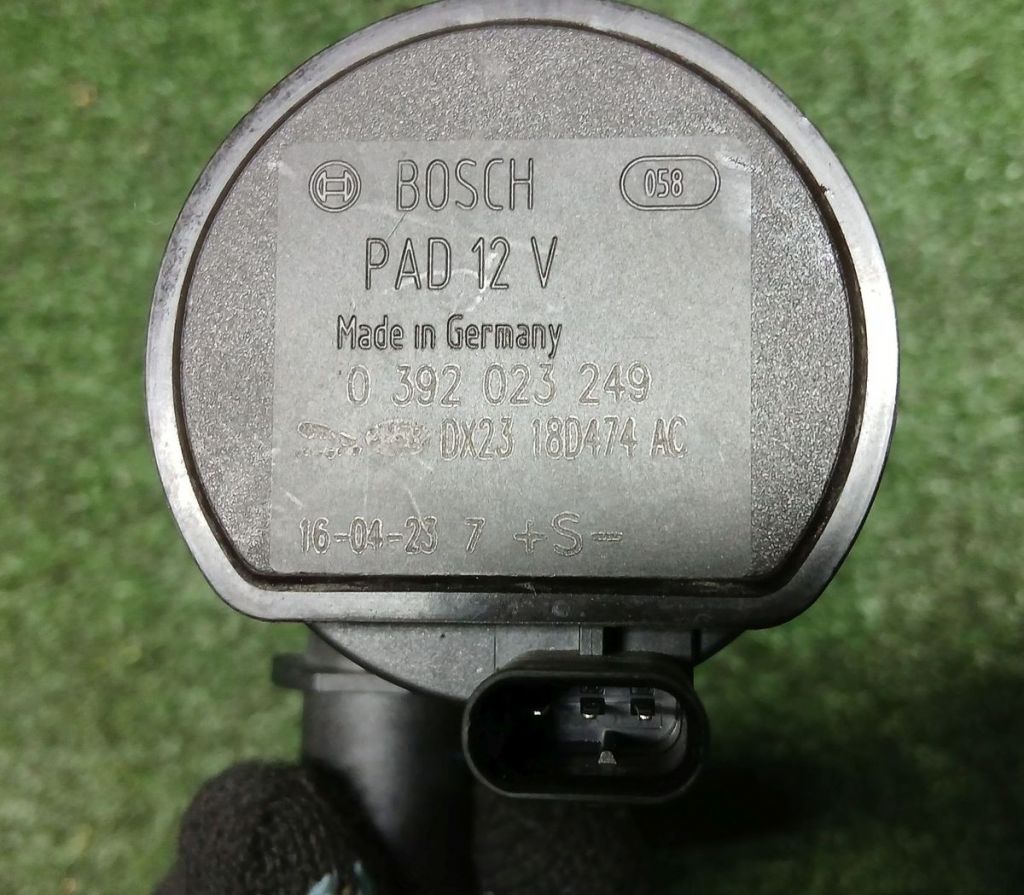 BOSCH 058
PAD 12 V
Made in Germany
0 392 023 249
DX23 18D474 AC
16-04-23 7 +S-